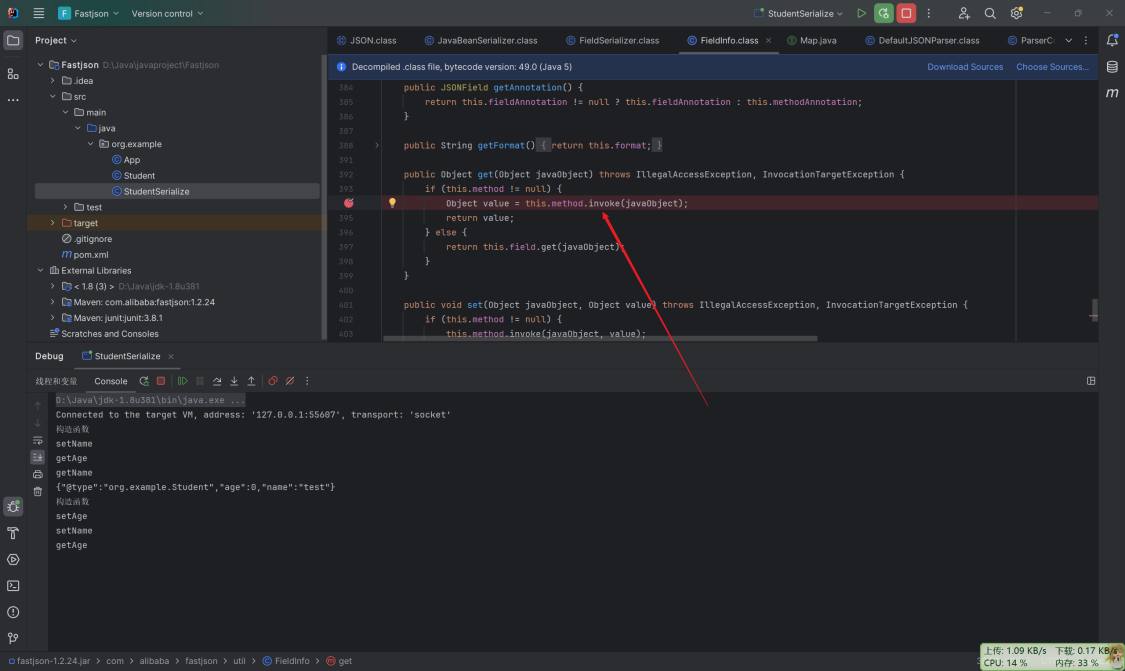 Fastjson
Version control
StudentSerialize
Project
JSON.class
JavaBeanSerializer.class
FieldSerializer.class
FieldInfo.class
Map.java
DefaultJSONParser.class
Decompiled .class file, bytecode version: 49.0 (Java 5)
Download Sources
Choose Sources...
Fastjson D:\Java\javaproject\Fastjson
.idea
src
main
java
org.example
App
Student
StudentSerialize
test
target
.gitignore
pom.xml
External Libraries
< 1.8 (3) > D:\Java\jdk-1.8u381
Maven: com.alibaba:fastjson:1.2.24
Maven: junit:junit:3.8.1
Scratches and Consoles
384 public JSONField getAnnotation() {
385 return this.fieldAnnotation != null ? this.fieldAnnotation : this.methodAnnotation;
386 }
387
388 public String getFormat() { return this.format; }
391
392 public Object get(Object javaObject) throws IllegalAccessException, InvocationTargetException {
393 if (this.method != null) {
Object value = this.method.invoke(javaObject);
395 return value;
396 } else {
397 return this.field.get(javaObject);
398 }
399 }
400
401 public void set(Object javaObject, Object value) throws IllegalAccessException, InvocationTargetException {
402 if (this.method != null) {
403 this.method.invoke(javaObject, value);
Debug
StudentSerialize
线程和变量
Console
D:\Java\jdk-1.8u381\bin\java.exe ...
Connected to the target VM, address: '127.0.0.1:55607', transport: 'socket'
构造函数
setName
getAge
getName
{"@type":"org.example.Student","age":0,"name":"test"}
构造函数
setAge
setName
getAge
fastjson-1.2.24.jar > com > alibaba > fastjson > util > FieldInfo > get
上传: 1.09 KB/s 下载: 0.17 KB/s
CPU: 14 % 内存: 33 %